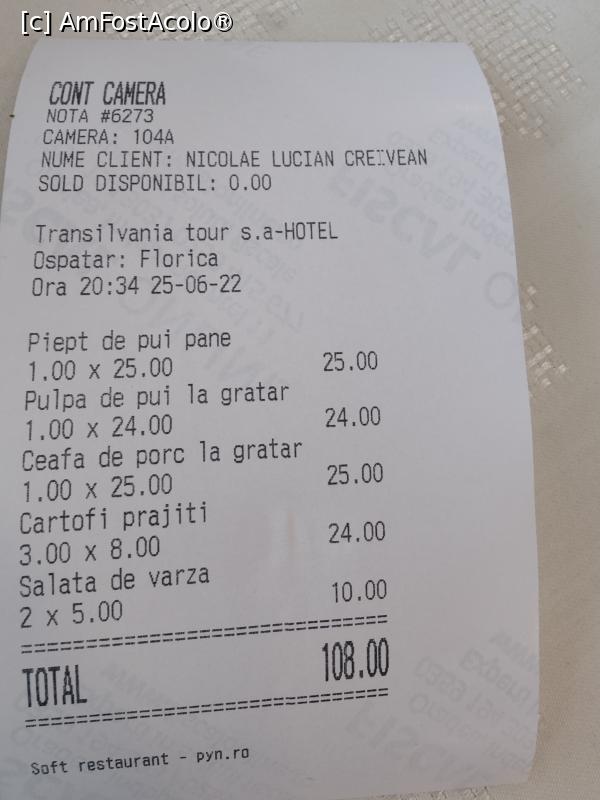 [c] AmFostAcolo®
CONT CAMERA
NOTA #6273
CAMERA: 104A
NUME CLIENT: NICOLAE LUCIAN
SOLD DISPONIBIL: 0.00
Transilvania tour s.a-HOTEL
Ospatar: Florica
Ora 20:34 25-06-22
Piept de pui pane
1.00 x 25.00 25.00
Pulpa de pui la gratar
1.00 x 24.00 24.00
Ceafa de porc la gratar
1.00 x 25.00 25.00
Cartofi prajiti
3.00 x 8.00 24.00
Salata de varza
2 x 5.00 10.00
TOTAL 108.00
Soft restaurant - pyn.ro